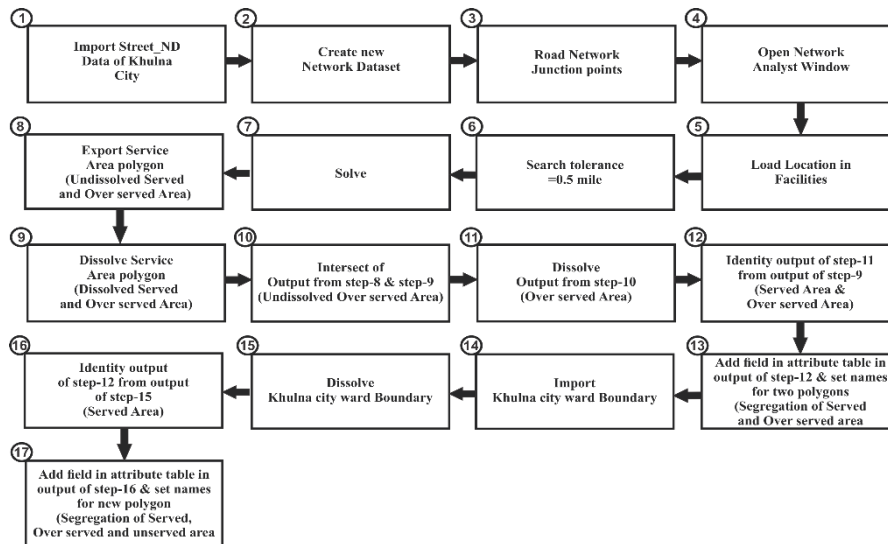 1
Import Street_ND
Data of Khulna
City
2
Create new
Network Dataset
3
Road Network
Junction points
4
Open Network
Analyst Window
5
Load Location in
Facilities
6
Search tolerance
=0.5 mile
7
Solve
8
Export Service
Area polygon
(Undissolved Served
and Over served Area)
9
Dissolve Service
Area polygon
(Dissolved Served
and Over served Area)
10
Intersect of
Output from step-8 & step-9
(Undissolved Over served Area)
11
Dissolve
Output from step-10
(Over served Area)
12
Identity output of step-11
from output of step-9
(Served Area &
Over served Area)
13
Add field in attribute table in
output of step-12 & set names
for two polygons
(Segregation of Served
and Over served area
14
Import
Khulna city ward Boundary
15
Dissolve
Khulna city ward Boundary
16
Identity output
of step-12 from output
of step-15
(Served Area)
17
Add field in attribute table in
output of step-16 & set names
for new polygon
(Segregation of Served,
Over served and unserved area